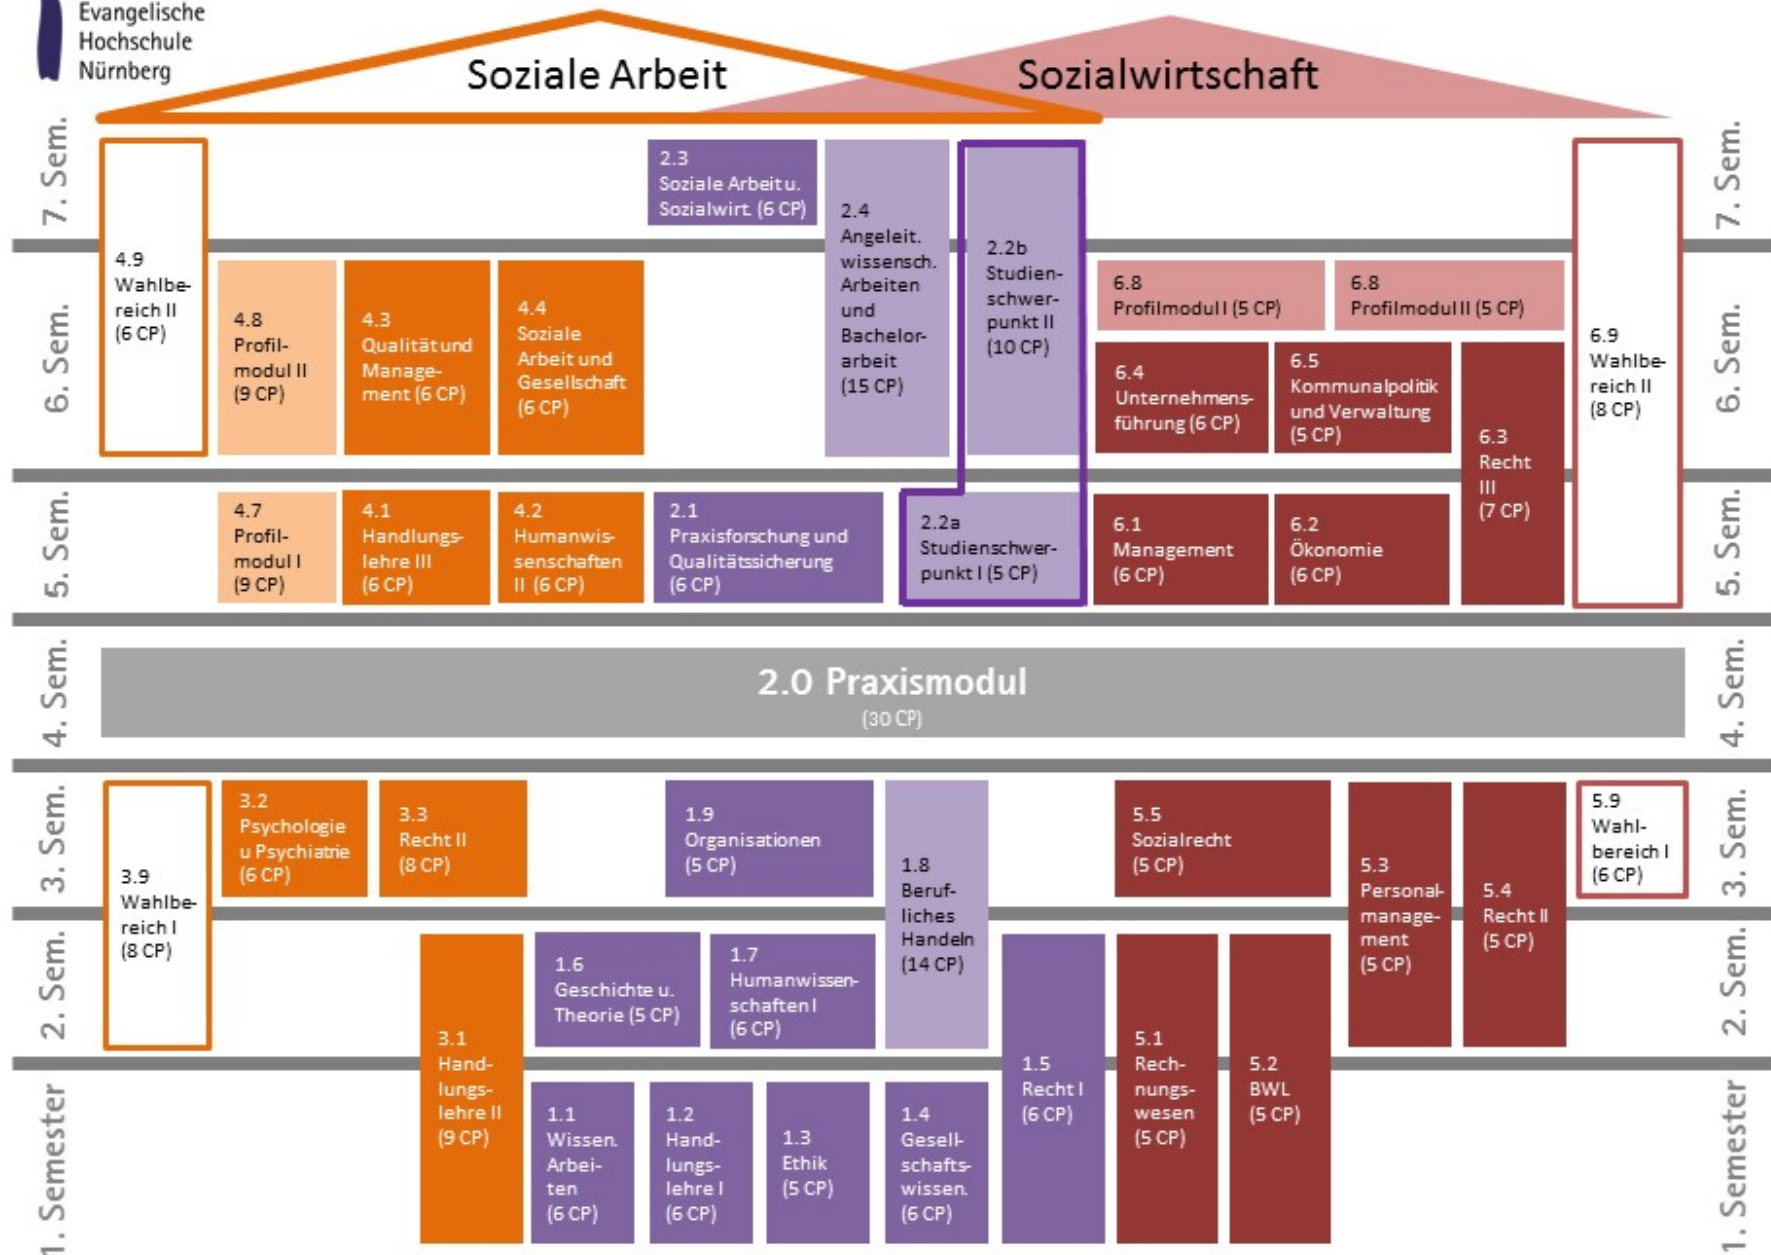 Evangelische
Hochschule
Nürnberg
Soziale Arbeit
Sozialwirtschaft
7. Sem.
7. Sem.
4.9
Wahlbe-
reich II
(6 CP)
2.3
Soziale Arbeit u.
Sozialwirt. (6 CP)
2.4
Angeleit.
wissensch.
Arbeiten
und
Bachelor-
arbeit
(15 CP)
2.2b
Studien-
schwer-
punkt II
(10 CP)
6.9
Wahlbe-
reich II
(8 CP)
6. Sem.
6. Sem.
4.8
Profil-
modul II
(9 CP)
4.3
Qualität und
Manage-
ment (6 CP)
4.4
Soziale
Arbeit und
Gesellschaft
(6 CP)
6.8
Profilmodul I (5 CP)
6.8
Profilmodul II (5 CP)
6.4
Unternehmens-
führung (6 CP)
6.5
Kommunalpolitik
und Verwaltung
(5 CP)
6.3
Recht
III
(7 CP)
5. Sem.
5. Sem.
4.7
Profil-
modul I
(9 CP)
4.1
Handlungs-
lehre III
(6 CP)
4.2
Humanwis-
senschaften
II (6 CP)
2.1
Praxisforschung und
Qualitätssicherung
(6 CP)
2.2a
Studienschwer-
punkt I (5 CP)
6.1
Management
(6 CP)
6.2
Ökonomie
(6 CP)
4. Sem.
4. Sem.
2.0 Praxismodul
(30 CP)
3. Sem.
3. Sem.
3.9
Wahlbe-
reich I
(8 CP)
3.2
Psychologie
u Psychiatrie
(6 CP)
3.3
Recht II
(8 CP)
1.9
Organisationen
(5 CP)
1.8
Beruf-
liches
Handeln
(14 CP)
5.5
Sozialrecht
(5 CP)
5.3
Personal-
manage-
ment
(5 CP)
5.4
Recht II
(5 CP)
5.9
Wahl-
bereich I
(6 CP)
2. Sem.
2. Sem.
3.1
Hand-
lungs-
lehre II
(9 CP)
1.6
Geschichte u.
Theorie (5 CP)
1.7
Humanwissen-
schaften I
(6 CP)
1.5
Recht I
(6 CP)
5.1
Rech-
nungs-
wesen
(5 CP)
5.2
BWL
(5 CP)
1. Semester
1. Semester
1.1
Wissen.
Arbei-
ten
(6 CP)
1.2
Hand-
lungs-
lehre I
(6 CP)
1.3
Ethik
(5 CP)
1.4
Gesell-
schafts-
wissen.
(6 CP)